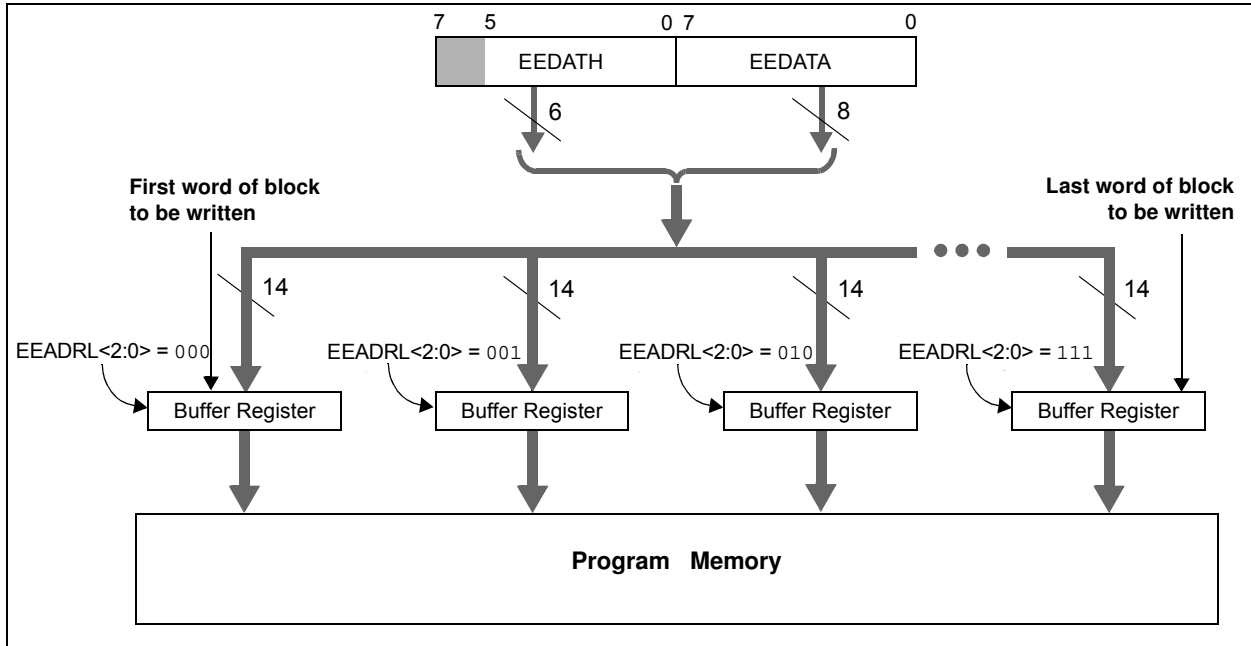 7 5 0 7 0
EEDATH EEDATA
6 8
First word of block
to be written
Last word of block
to be written
14 14 14 14
EEADRL<2:0> = 000 EEADRL<2:0> = 001 EEADRL<2:0> = 010 EEADRL<2:0> = 111
Buffer Register Buffer Register Buffer Register Buffer Register
Program Memory